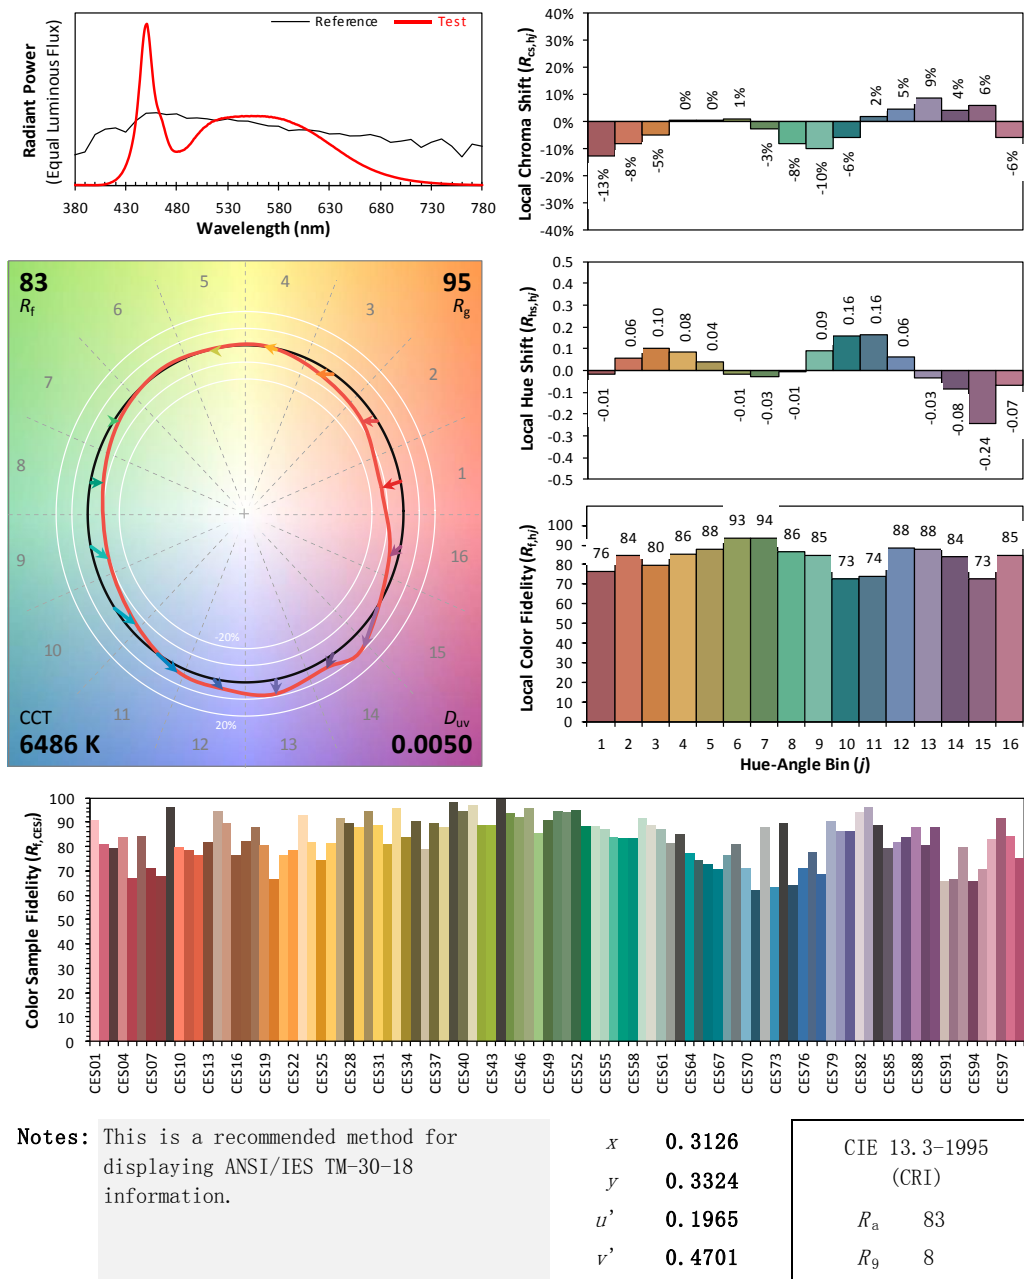 Radiant Power
(Equal Luminous Flux)
Reference
Test
380 430 480 530 580 630 680 730 780
Wavelength (nm)
Local Chroma Shift (Rcs,hj)
40%
30%
20%
10%
0%
-10%
-20%
-30%
-40%
-13% -8% -5% 0% 0% 1% -3% -8% -10% -6% 2% 5% 9% 4% 6% -6%
83
Rf
95
Rg
5 4
6 3
7 2
8 1
9 16
10 15
11 14
12 13
-20%
20%
CCT
6486 K
Duv
0.0050
Local Hue Shift (Rhs,hj)
0.5
0.4
0.3
0.2
0.1
0.0
-0.1
-0.2
-0.3
-0.4
-0.5
-0.01 0.06 0.10 0.08 0.04 -0.01 -0.03 -0.01 0.09 0.16 0.16 0.06 -0.03 -0.08 -0.24 -0.07
Local Color Fidelity (Rf,hj)
100
90
80
70
60
50
40
30
20
10
0
76 84 80 86 88 93 94 86 85 73 74 88 88 84 73 85
1 2 3 4 5 6 7 8 9 10 11 12 13 14 15 16
Hue-Angle Bin (j)
Color Sample Fidelity (Rf,CESi)
100
90
80
70
60
50
40
30
20
10
0
CES01 CES04 CES07 CES10 CES13 CES16 CES19 CES22 CES25 CES28 CES31 CES34 CES37 CES40 CES43 CES46 CES49 CES52 CES55 CES58 CES61 CES64 CES67 CES70 CES73 CES76 CES79 CES82 CES85 CES88 CES91 CES94 CES97
Notes: This is a recommended method for
displaying ANSI/IES TM-30-18
information.
x 0.3126
y 0.3324
u' 0.1965
v' 0.4701
CIE 13.3-1995
(CRI)
Ra 83
R9 8